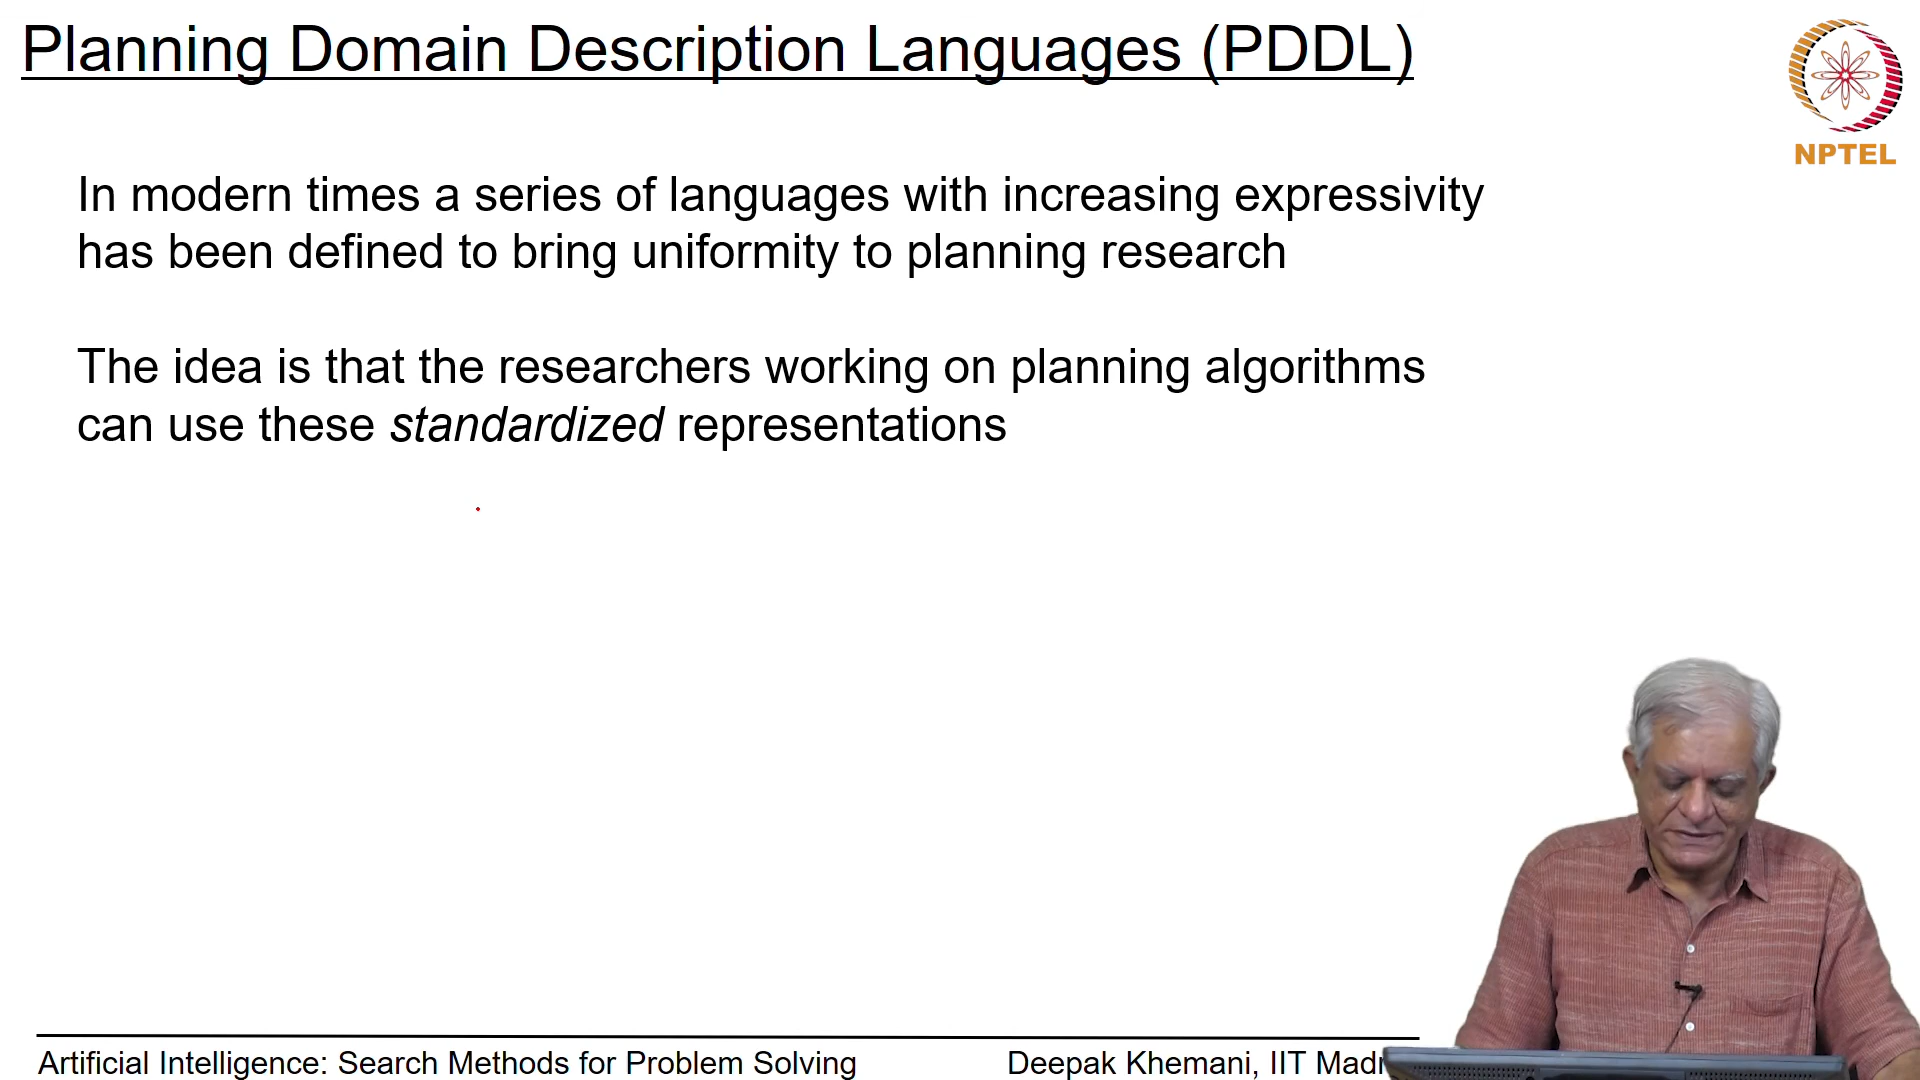 Planning Domain Description Languages (PDDL)
NPTEL
In modern times a series of languages with increasing expressivity
has been defined to bring uniformity to planning research
The idea is that the researchers working on planning algorithms
can use these standardized representations
Artificial Intelligence: Search Methods for Problem Solving
Deepak Khemani, IIT Madr